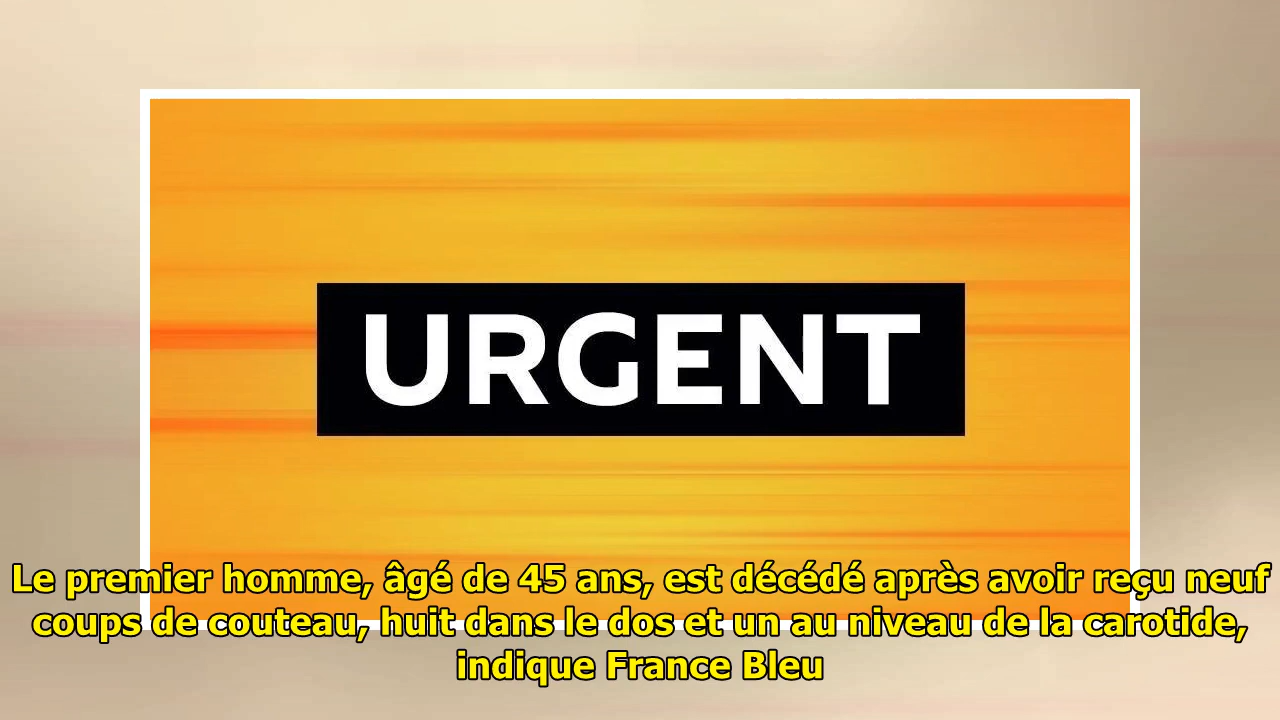 URGENT
Le premier homme, âgé de 45 ans, est décédé après avoir reçu neuf
coups de couteau, huit dans le dos et un au niveau de la carotide,
indique France Bleu